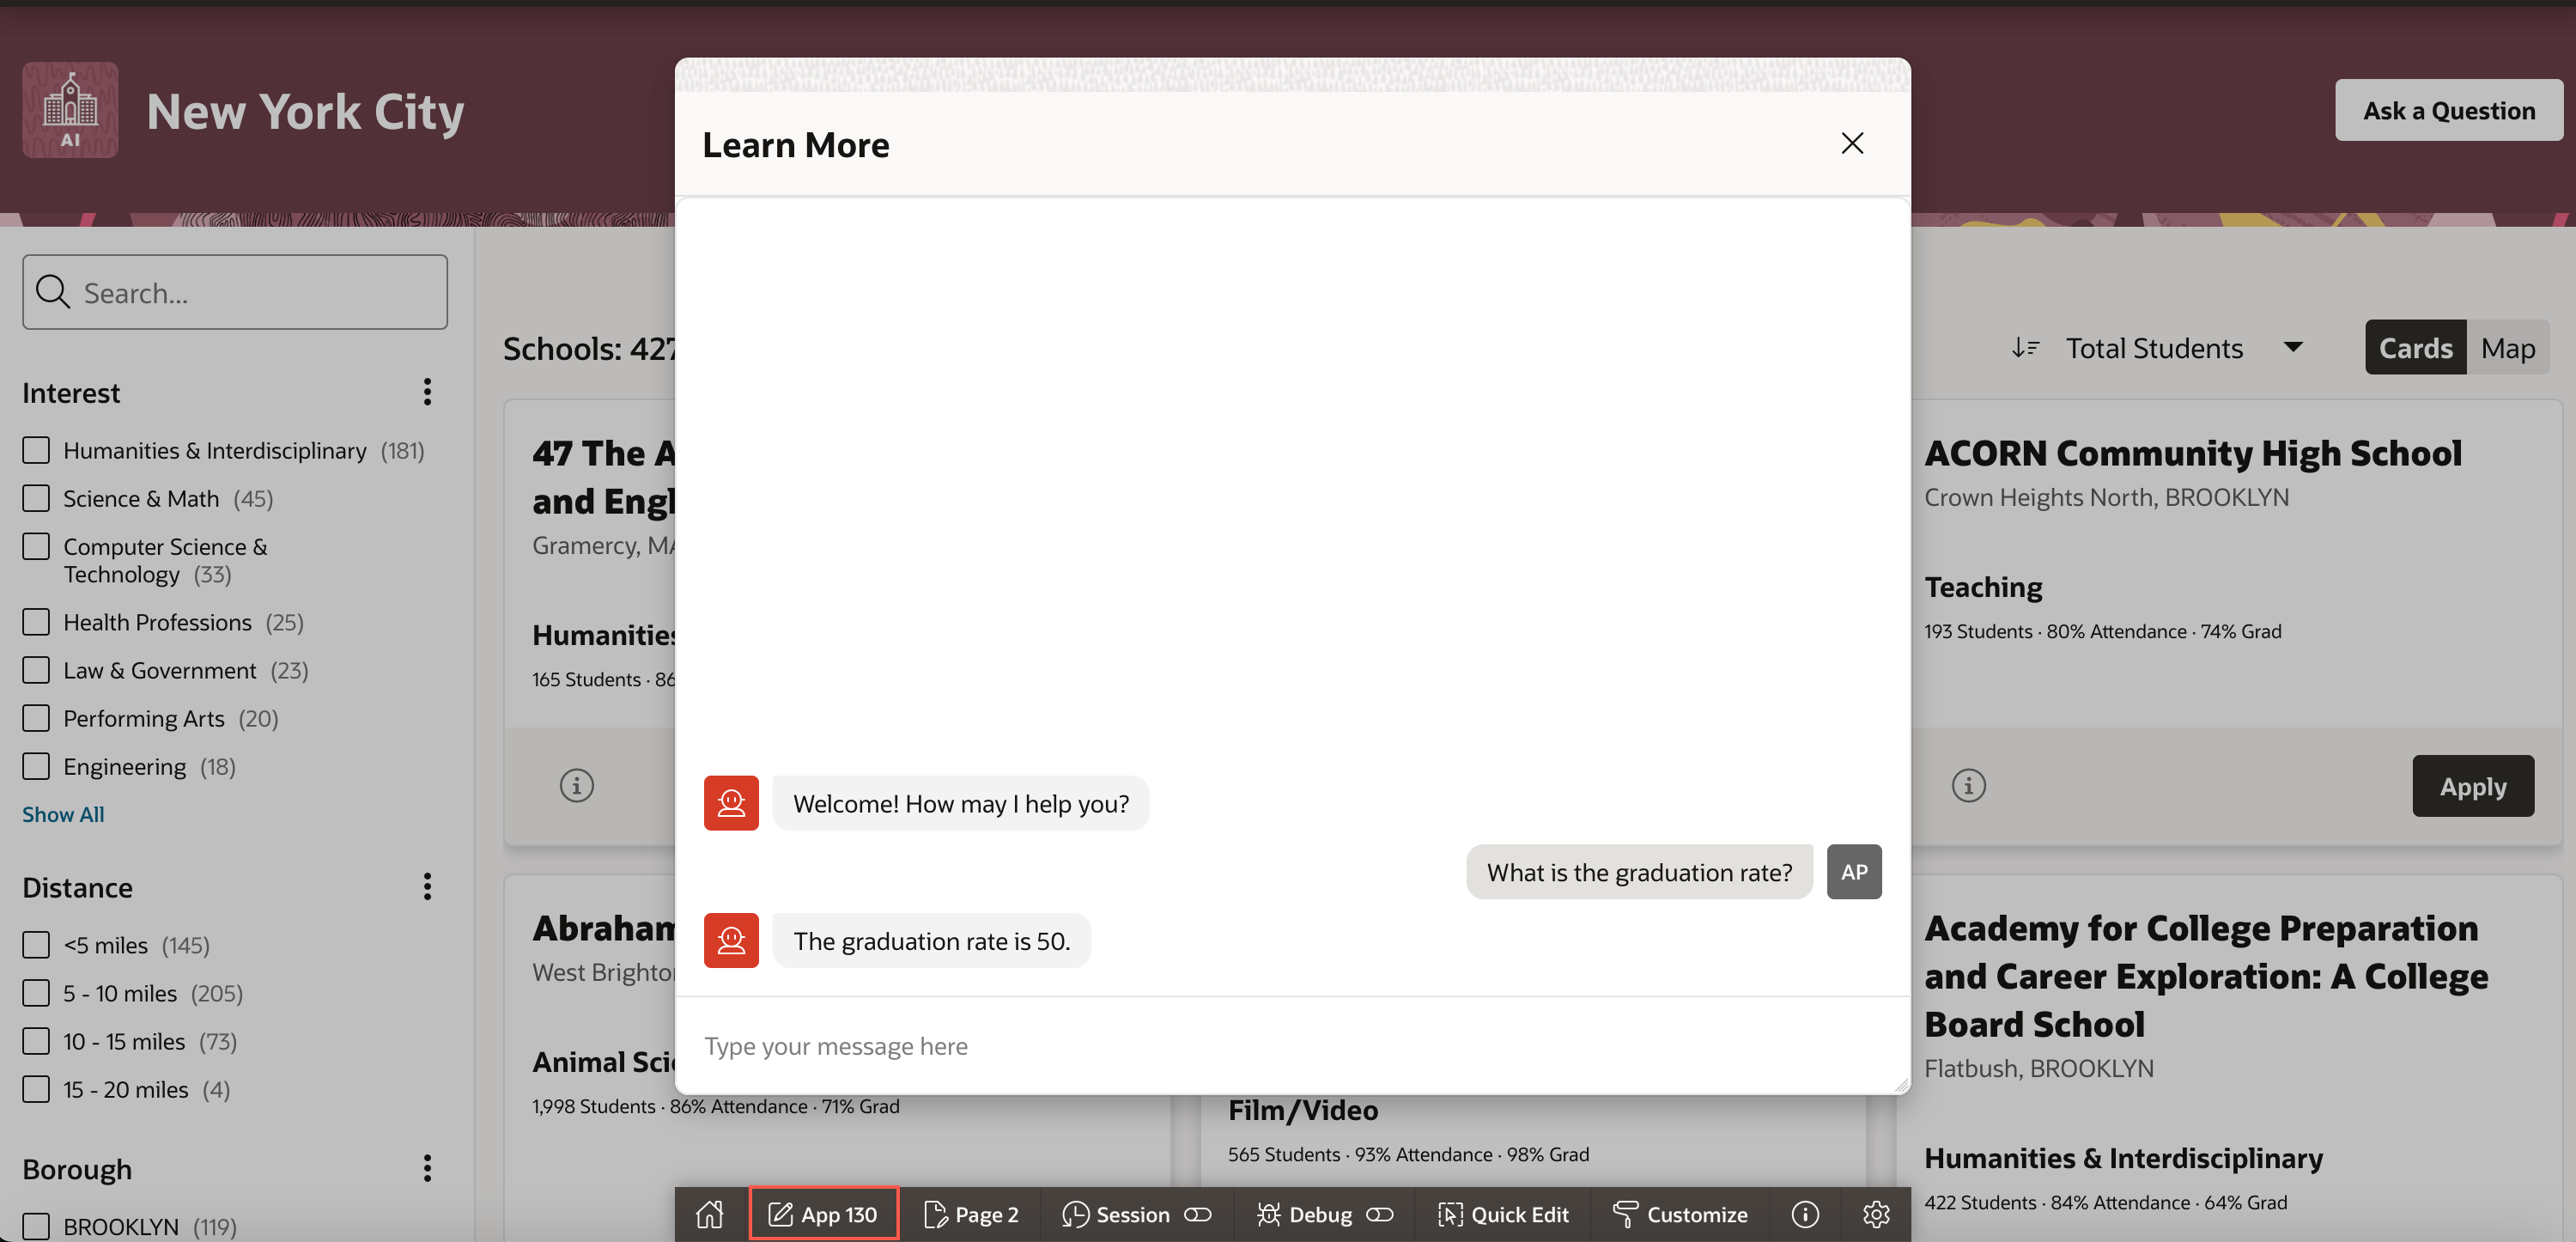 AI
New York City
Ask a Question
Search...
Interest
Humanities & Interdisciplinary (181)
Science & Math (45)
Computer Science &
Technology (33)
Health Professions (25)
Law & Government (23)
Performing Arts (20)
Engineering (18)
Show All
Distance
<5 miles (145)
5 - 10 miles (205)
10 - 15 miles (73)
15 - 20 miles (4)
Borough
BROOKLYN (119)
Schools: 427
Total Students
Cards
Map
47 The A
and Engl
Gramercy, MA
Humanities
165 Students · 86
ACORN Community High School
Crown Heights North, BROOKLYN
Teaching
193 Students · 80% Attendance · 74% Grad
Apply
Abraham
West Brighto
Animal Sci
1,998 Students · 86% Attendance · 71% Grad
Film/Video
565 Students · 93% Attendance · 98% Grad
Academy for College Preparation
and Career Exploration: A College
Board School
Flatbush, BROOKLYN
Humanities & Interdisciplinary
422 Students · 84% Attendance · 64% Grad
Learn More
Welcome! How may I help you?
What is the graduation rate?
AP
The graduation rate is 50.
Type your message here
App 130
Page 2
Session
Debug
Quick Edit
Customize